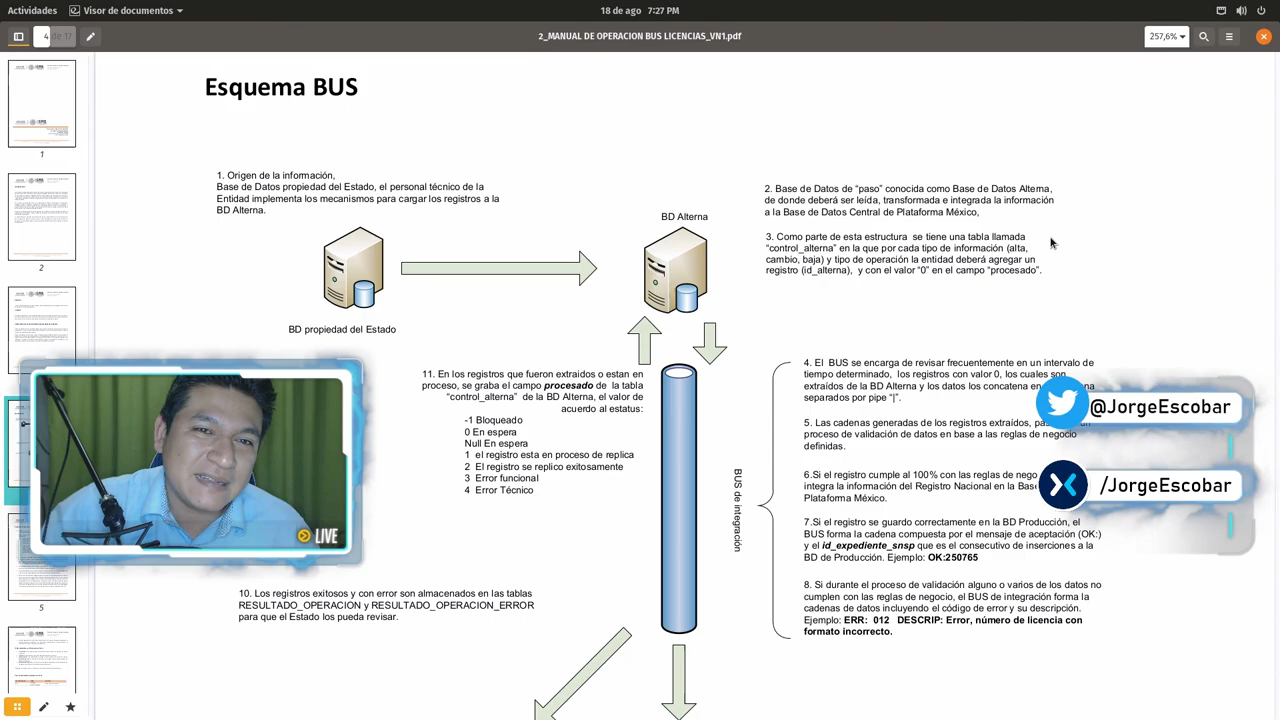 Actividades
Visor de documentos
18 de ago 7:27 PM
4 de 17
2_MANUAL DE OPERACION BUS LICENCIAS_VN1.pdf
257,6%
1
2
5
Esquema BUS
1. Origen de la información,
Base de Datos propiedad del Estado, el personal técnico de la
Entidad implementa los mecanismos para cargar los registros a la
BD Alterna.
BD propiedad del Estado
BD Alterna
2. Base de Datos de “paso” conocida como Base de Datos Alterna,
de donde deberá ser leída, transformada e integrada la información
a la Base de Datos Central de Plataforma México,
3. Como parte de esta estructura se tiene una tabla llamada
“control_alterna” en la que por cada tipo de información (alta,
cambio, baja) y tipo de operación la entidad deberá agregar un
registro (id_alterna), y con el valor “0” en el campo “procesado”.
4. El BUS se encarga de revisar frecuentemente en un intervalo de
tiempo determinado, los registros con valor 0, los cuales son
extraídos de la BD Alterna y los datos los concatena en
separados por pipe “|”.
5. Las cadenas generadas de los registros extraídos,
proceso de validación de datos en base a las reglas de negocio
definidas.
6.Si el registro cumple al 100% con las reglas de
integra la información del Registro Nacional en la
Plataforma México.
7.Si el registro se guardo correctamente en la BD Producción, el
BUS forma la cadena compuesta por el mensaje de aceptación (OK:)
y el id_expediente_snsp que es el consecutivo de inserciones a la
BD de Producción. Ejemplo: OK:250765
8. Si durante el proceso de validación alguno o varios de los datos no
cumplen con las reglas de negocio, el BUS de integración forma la
cadenas de datos incluyendo el código de error y su descripción.
Ejemplo: ERR: 012 DESCRIP: Error, número de licencia con
formato incorrecto.
BUS de integración
11. En los registros que fueron extraidos o estan en
proceso, se graba el campo procesado de la tabla
“control_alterna” de la BD Alterna, el valor de
acuerdo al estatus:
-1 Bloqueado
0 En espera
Null En espera
1 el registro esta en proceso de replica
2 El registro se replico exitosamente
3 Error funcional
4 Error Técnico
10. Los registros exitosos y con error son almacenados en las tablas
RESULTADO_OPERACION y RESULTADO_OPERACION_ERROR
para que el Estado los pueda revisar.
LIVE
@JorgeEscobar
/JorgeEscobar